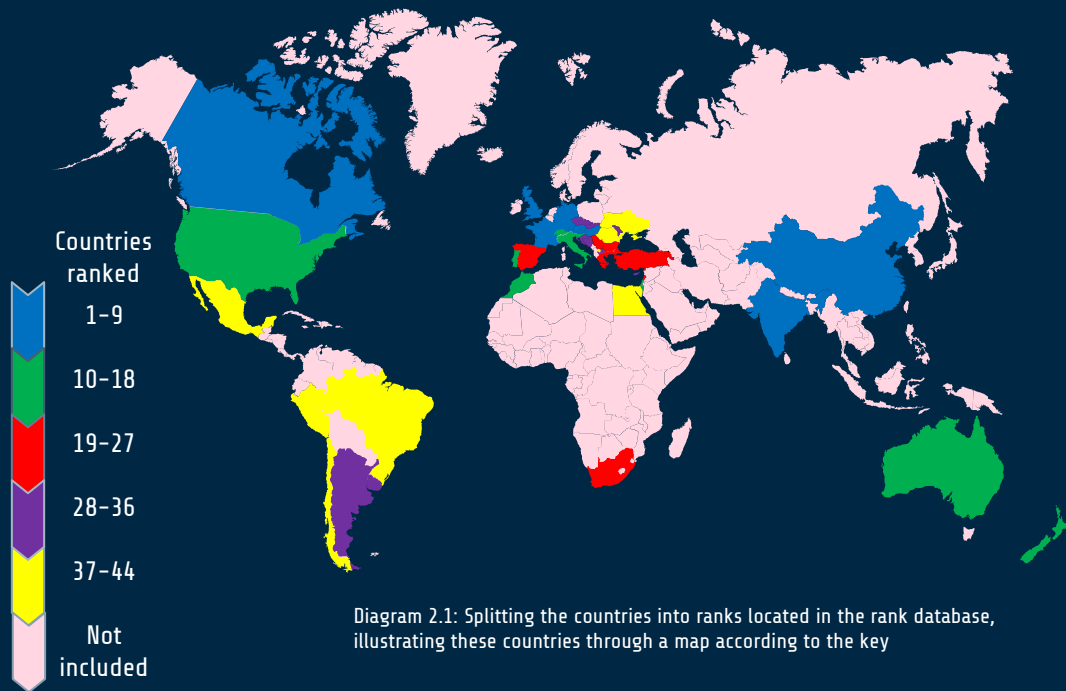 Countries
ranked
1-9
10-18
19-27
28-36
37-44
Not
included
Diagram 2.1: Splitting the countries into ranks located in the rank database,
illustrating these countries through a map according to the key